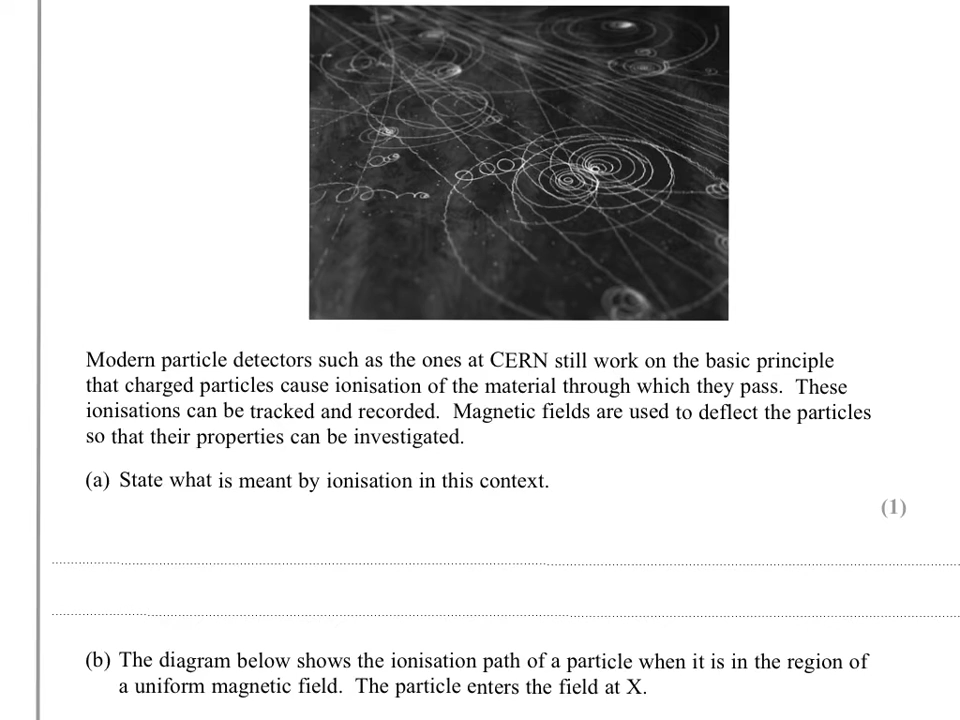 Modern particle detectors such as the ones at CERN still work on the basic principle
that charged particles cause ionisation of the material through which they pass. These
ionisations can be tracked and recorded. Magnetic fields are used to deflect the particles
so that their properties can be investigated.
(a) State what is meant by ionisation in this context.
(1)
(b) The diagram below shows the ionisation path of a particle when it is in the region of
a uniform magnetic field. The particle enters the field at X.